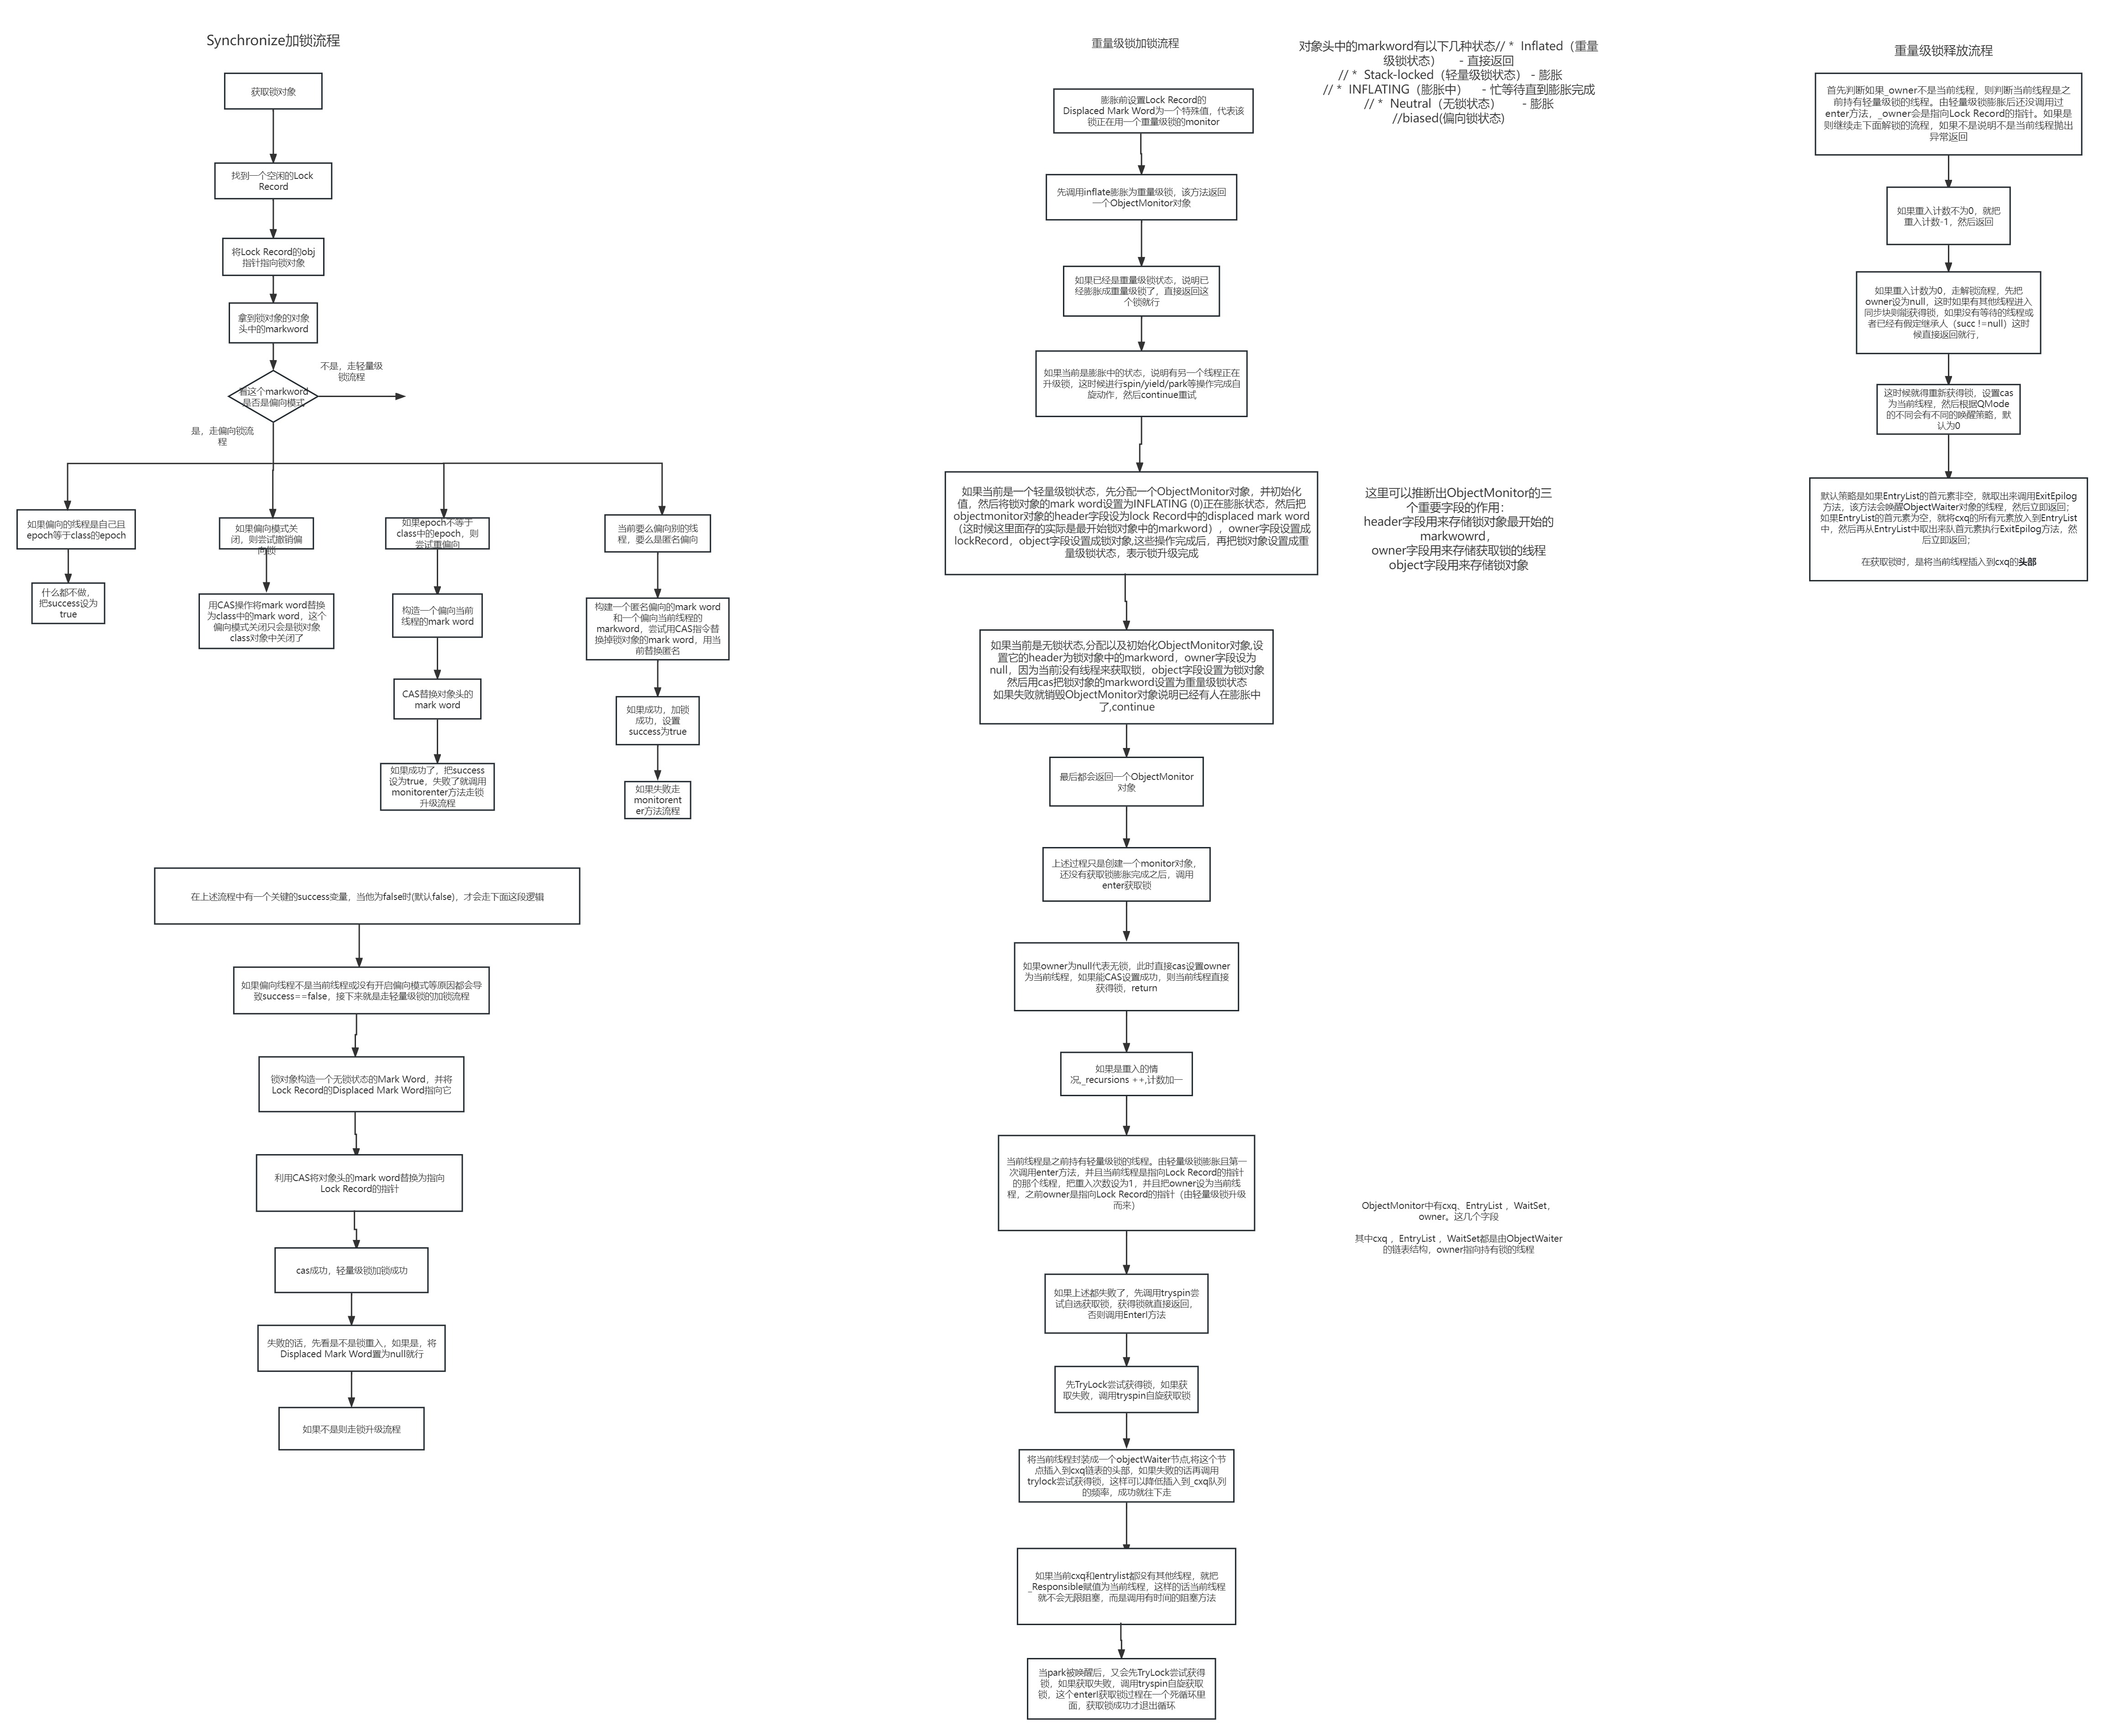 Synchronize加锁流程
获取锁对象
找到一个空闲的Lock
Record
将Lock Record的obj
指针指向锁对象
拿到锁对象的对象
头中的markword
看这个markword
是否是偏向模式
不是，走轻量级
锁流程
是，走偏向锁流
程
如果偏向的线程是自己且
epoch等于class的epoch
什么都不做，
把success设为
true
如果偏向模式关
闭，则尝试撤销偏
向锁
用CAS操作将mark word替换
为class中的mark word，这个
偏向模式关闭只会是锁对象
class对象中关闭了
如果epoch不等于
class中的epoch，则
尝试重偏向
构造一个偏向当前
线程的mark word
CAS替换对象头的
mark word
如果成功了，把success
设为true，失败了就调用
monitorenter方法走锁
升级流程
当前要么偏向别的线
程，要么是匿名偏向
构建一个匿名偏向的mark word
和一个偏向当前线程的
markword，尝试用CAS指令替
换掉锁对象的mark word，用当
前替换匿名
如果成功，加锁
成功，设置
success为true
如果失败走
monitorent
er方法流程
在上述流程中有一个关键的success变量，当他为false时(默认false)，才会走下面这段逻辑
如果偏向线程不是当前线程或没有开启偏向模式等原因都会导
致success==false，接下来就是走轻量级锁的加锁流程
锁对象构造一个无锁状态的Mark Word，并将
Lock Record的Displaced Mark Word指向它
利用CAS将对象头的mark word替换为指向
Lock Record的指针
cas成功，轻量级锁加锁成功
失败的话，先看是不是锁重入，如果是，将
Displaced Mark Word置为null就行
如果不是则走锁升级流程
重量级锁加锁流程
膨胀前设置Lock Record的
Displaced Mark Word为一个特殊值，代表该
锁正在用一个重量级锁的monitor
先调用inflate膨胀为重量级锁，该方法返回
一个ObjectMonitor对象
如果已经是重量级锁状态，说明已
经膨胀成重量级锁了，直接返回这
个锁就行
如果当前是膨胀中的状态，说明有另一个线程正在
升级锁，这时候进行spin/yield/park等操作完成自
旋动作，然后continue重试
如果当前是一个轻量级锁状态，先分配一个ObjectMonitor对象，并初始化
值，然后将锁对象的mark word设置为INFLATING (0)正在膨胀状态，然后把
objectmonitor对象的header字段设为lock Record中的displaced mark word
（这时候这里面存的实际是最开始锁对象中的markword），owner字段设置成
lockRecord，object字段设置成锁对象,这些操作完成后，再把锁对象设置成重
量级锁状态，表示锁升级完成
如果当前是无锁状态,分配以及初始化ObjectMonitor对象,设
置它的header为锁对象中的markword，owner字段设为
null，因为当前没有线程来获取锁，object字段设置为锁对象
然后用cas把锁对象的markword设置为重量级锁状态
如果失败就销毁ObjectMonitor对象说明已经有人在膨胀中
了,continue
最后都会返回一个ObjectMonitor
对象
上述过程只是创建一个monitor对象，
还没有获取锁膨胀完成之后，调用
enter获取锁
如果owner为null代表无锁，此时直接cas设置owner
为当前线程，如果能CAS设置成功，则当前线程直接
获得锁，return
如果是重入的情
况,_recursions ++,计数加一
当前线程是之前持有轻量级锁的线程。由轻量级锁膨胀且第一
次调用enter方法，并且当前线程是指向Lock Record的指针
的那个线程，把重入次数设为1，并且把owner设为当前线
程，之前owner是指向Lock Record的指针（由轻量级锁升级
而来）
如果上述都失败了，先调用tryspin尝
试自选获取锁，获得锁就直接返回，
否则调用EnterI方法
先TryLock尝试获得锁，如果获
取失败，调用tryspin自旋获取锁
将当前线程封装成一个objectWaiter节点,将这个节
点插入到cxq链表的头部，如果失败的话再调用
trylock尝试获得锁，这样可以降低插入到_cxq队列
的频率，成功就往下走
如果当前cxq和entrylist都没有其他线程，就把
_Responsible赋值为当前线程，这样的话当前线程
就不会无限阻塞，而是调用有时间的阻塞方法
当park被唤醒后，又会先TryLock尝试获得
锁，如果获取失败，调用tryspin自旋获取
锁，这个enterI获取锁过程在一个死循环里
面，获取锁成功才退出循环
对象头中的markword有以下几种状态// *  Inflated（重量
级锁状态）     - 直接返回
// *  Stack-locked（轻量级锁状态） - 膨胀
// *  INFLATING（膨胀中）    - 忙等待直到膨胀完成
// *  Neutral（无锁状态）      - 膨胀
//biased(偏向锁状态)
这里可以推断出ObjectMonitor的三
个重要字段的作用：
header字段用来存储锁对象最开始的
markwowrd，
owner字段用来存储获取锁的线程
object字段用来存储锁对象
ObjectMonitor中有cxq、EntryList ，WaitSet，
owner。这几个字段
其中cxq ，EntryList ，WaitSet都是由ObjectWaiter
的链表结构，owner指向持有锁的线程
重量级锁释放流程
首先判断如果_owner不是当前线程，则判断当前线程是之
前持有轻量级锁的线程。由轻量级锁膨胀后还没调用过
enter方法，_owner会是指向Lock Record的指针。如果是
则继续走下面解锁的流程，如果不是说明不是当前线程抛出
异常返回
如果重入计数不为0，就把
重入计数-1，然后返回
如果重入计数为0，走解锁流程，先把
owner设为null，这时如果有其他线程进入
同步块则能获得锁，如果没有等待的线程或
者已经有假定继承人（succ !=null）这时
候直接返回就行，
这时候就得重新获得锁，设置cas
为当前线程，然后根据QMode
的不同会有不同的唤醒策略，默
认为0
默认策略是如果EntryList的首元素非空，就取出来调用ExitEpilog
方法，该方法会唤醒ObjectWaiter对象的线程，然后立即返回；
如果EntryList的首元素为空，就将cxq的所有元素放入到EntryList
中，然后再从EntryList中取出来队首元素执行ExitEpilog方法，然
后立即返回；
在获取锁时，是将当前线程插入到cxq的头部